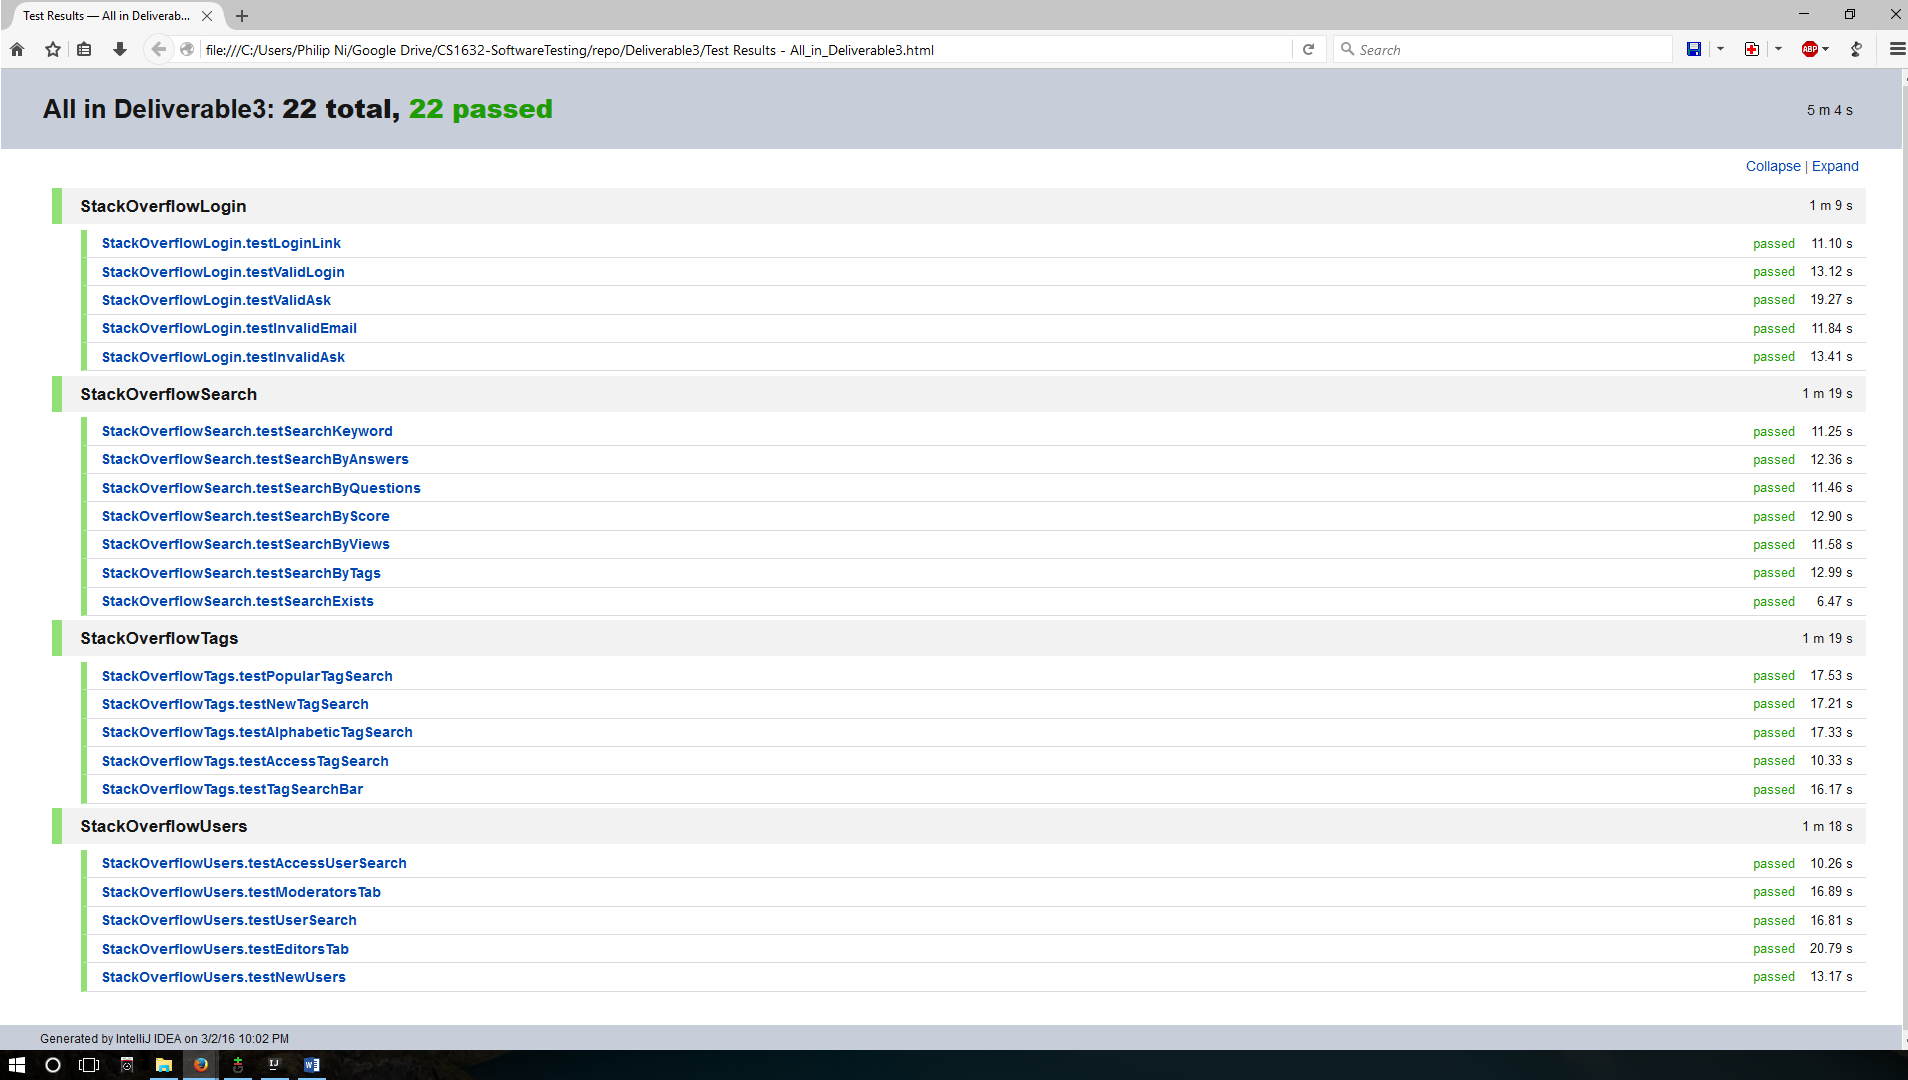 Test Results — All in Deliverab...
file:///C:/Users/Philip Ni/Google Drive/CS1632-SoftwareTesting/repo/Deliverable3/Test Results - All_in_Deliverable3.html
Search
ABP
All in Deliverable3: 22 total, 22 passed
5 m 4 s
Collapse | Expand
StackOverflowLogin 1 m 9 s
StackOverflowLogin.testLoginLink passed 11.10 s
StackOverflowLogin.testValidLogin passed 13.12 s
StackOverflowLogin.testValidAsk passed 19.27 s
StackOverflowLogin.testInvalidEmail passed 11.84 s
StackOverflowLogin.testInvalidAsk passed 13.41 s
StackOverflowSearch 1 m 19 s
StackOverflowSearch.testSearchKeyword passed 11.25 s
StackOverflowSearch.testSearchByAnswers passed 12.36 s
StackOverflowSearch.testSearchByQuestions passed 11.46 s
StackOverflowSearch.testSearchByScore passed 12.90 s
StackOverflowSearch.testSearchByViews passed 11.58 s
StackOverflowSearch.testSearchByTags passed 12.99 s
StackOverflowSearch.testSearchExists passed 6.47 s
StackOverflowTags 1 m 19 s
StackOverflowTags.testPopularTagSearch passed 17.53 s
StackOverflowTags.testNewTagSearch passed 17.21 s
StackOverflowTags.testAlphabeticTagSearch passed 17.33 s
StackOverflowTags.testAccessTagSearch passed 10.33 s
StackOverflowTags.testTagSearchBar passed 16.17 s
StackOverflowUsers 1 m 18 s
StackOverflowUsers.testAccessUserSearch passed 10.26 s
StackOverflowUsers.testModeratorsTab passed 16.89 s
StackOverflowUsers.testUserSearch passed 16.81 s
StackOverflowUsers.testEditorsTab passed 20.79 s
StackOverflowUsers.testNewUsers passed 13.17 s
Generated by IntelliJ IDEA on 3/2/16 10:02 PM
IJ
W